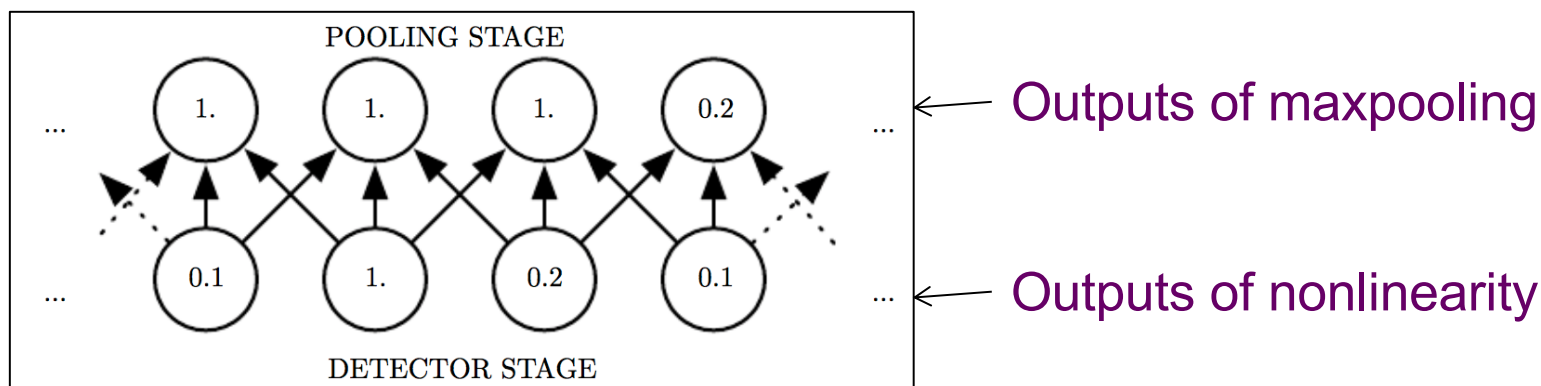 POOLING STAGE
... 1. 1. 1. 0.2 ... Outputs of maxpooling
... 0.1 1. 0.2 0.1 ... Outputs of nonlinearity
DETECTOR STAGE